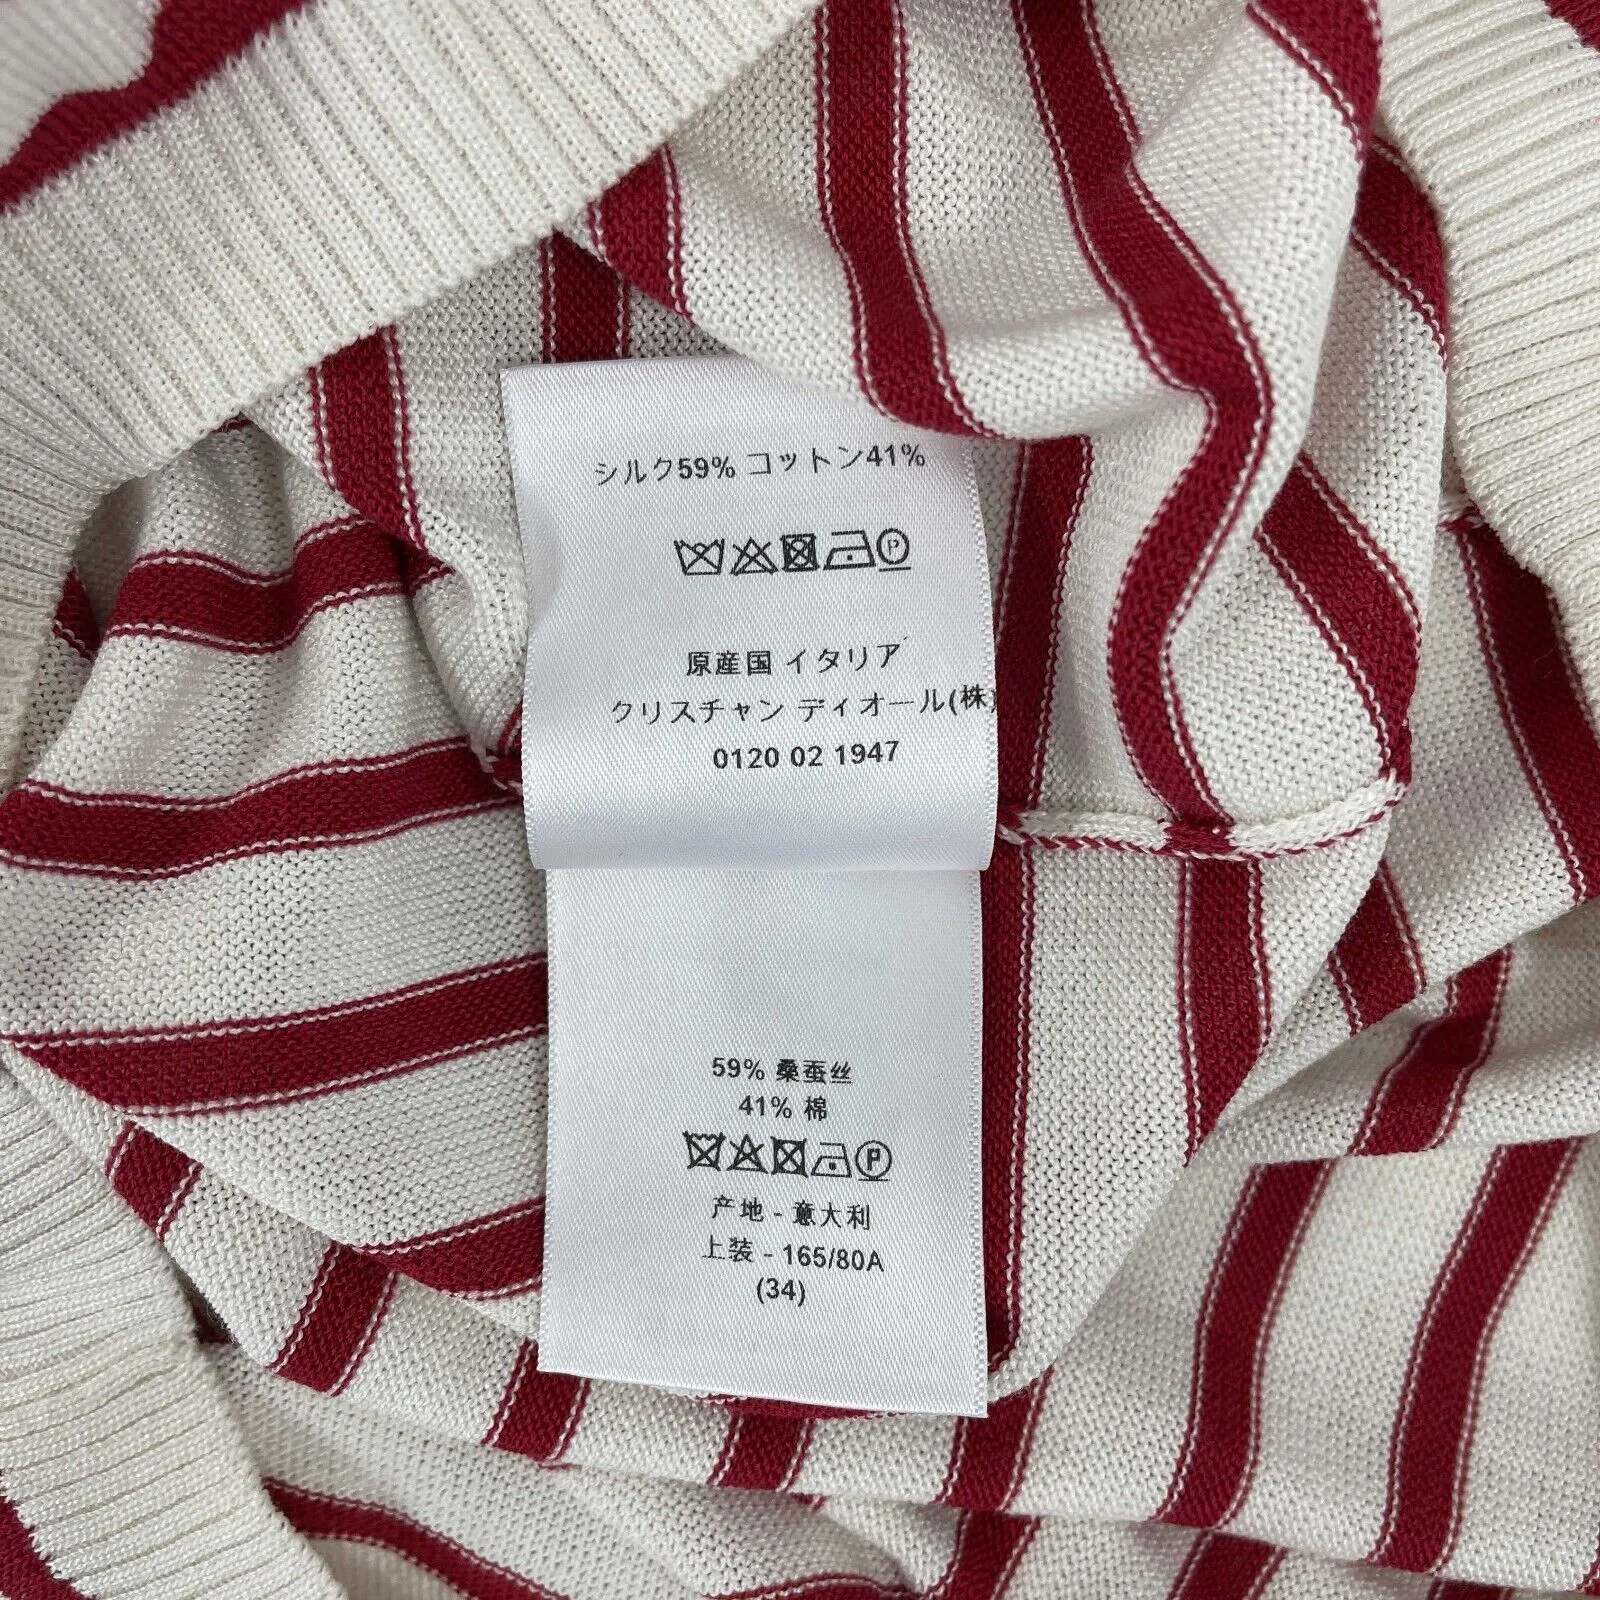 シルク59% コットン41%
P
原産国 イタリア
クリスチャン ディオール(株)
0120 02 1947
59% 桑蚕丝
41% 棉
P
产地 - 意大利
上装 - 165/80A
(34)